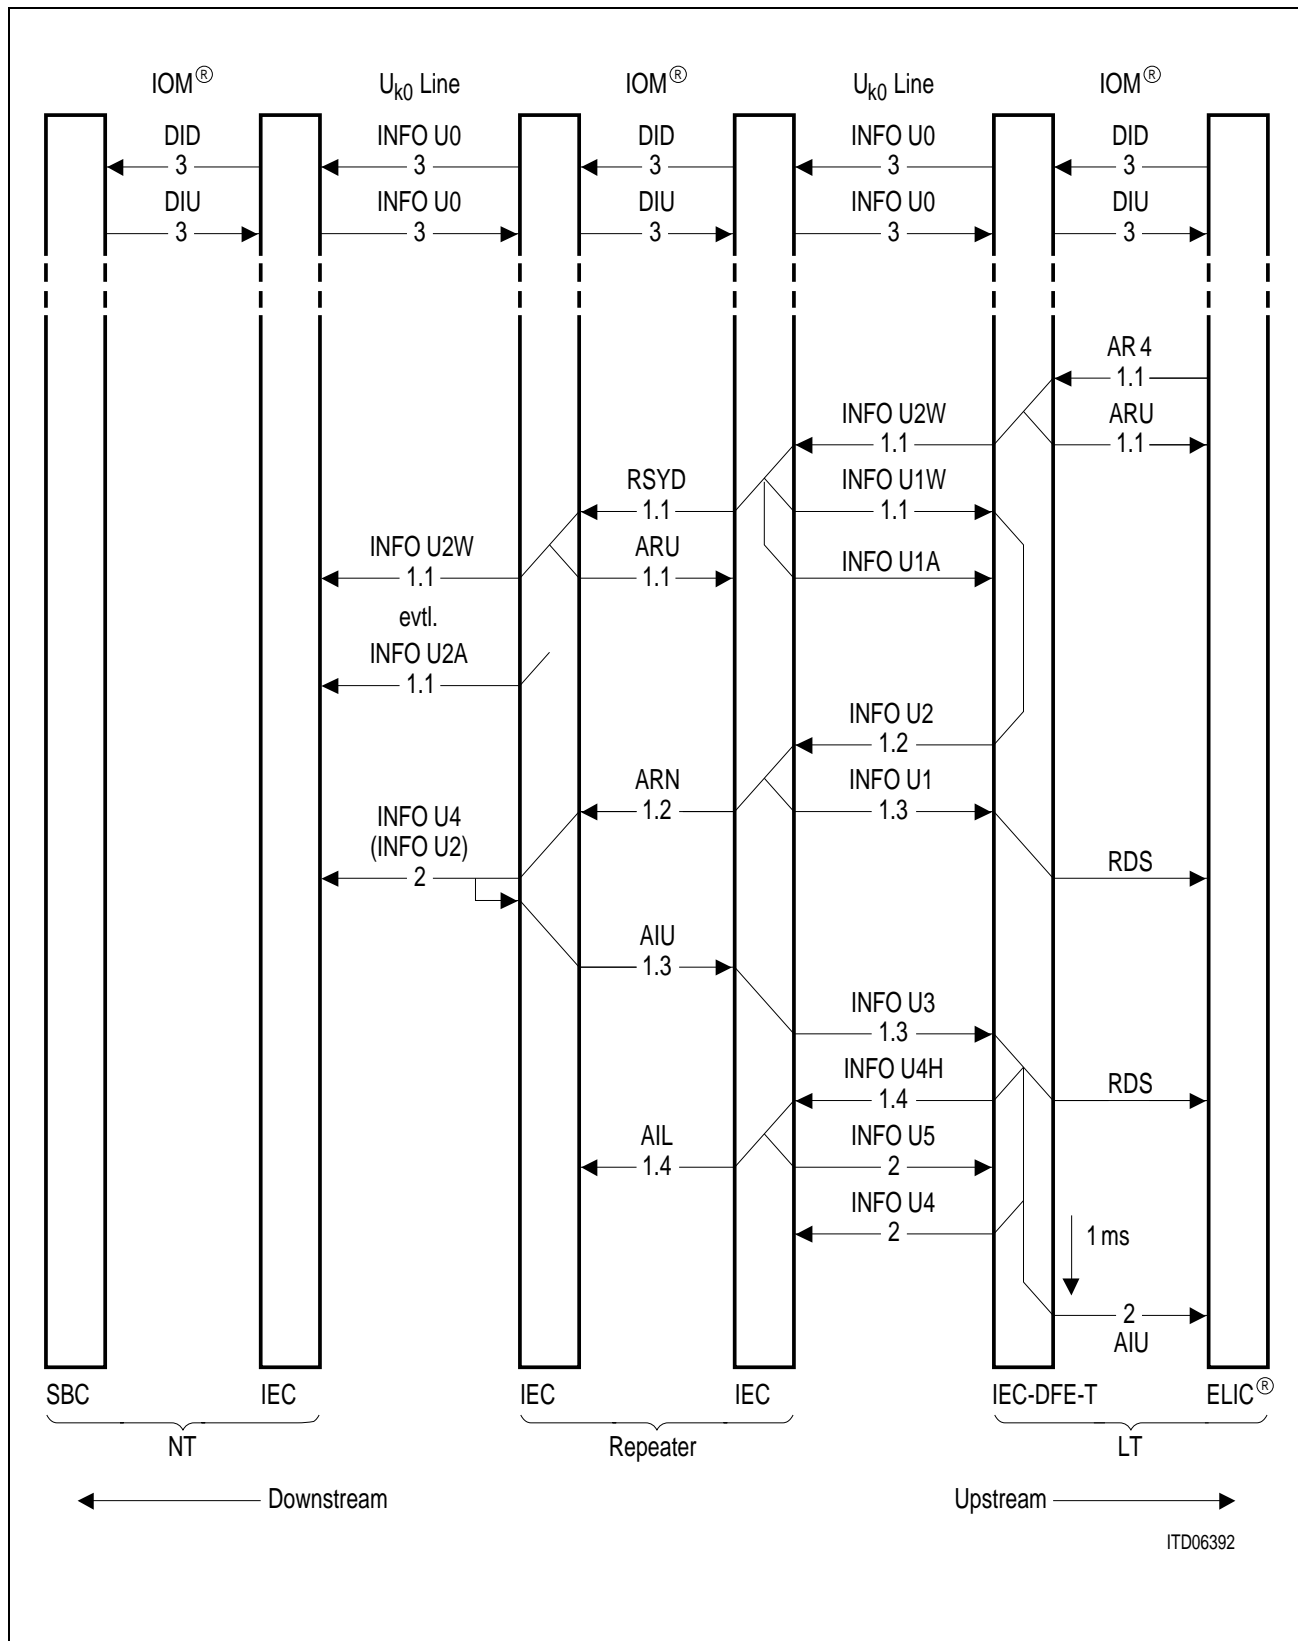 IOM® U k0 Line IOM® U k0 Line IOM®
DID INFO U0 DID INFO U0 DID
3 3 3 3 3
DIU INFO U0 DIU INFO U0 DIU
3 3 3 3 3
AR 4
1.1
INFO U2W ARU
1.1 1.1
RSYD INFO U1W
1.1 1.1
INFO U2W ARU INFO U1A
1.1 1.1
evtl.
INFO U2A
1.1
INFO U2
1.2
ARN INFO U1
1.2 1.3
INFO U4
(INFO U2) RDS
2
AIU
1.3
INFO U3
1.3
INFO U4H RDS
1.4
AIL INFO U5
1.4 2
INFO U4
2 1 ms
2
AIU
SBC IEC IEC IEC IEC-DFE-T ELIC®
NT Repeater LT
Downstream Upstream
ITD06392